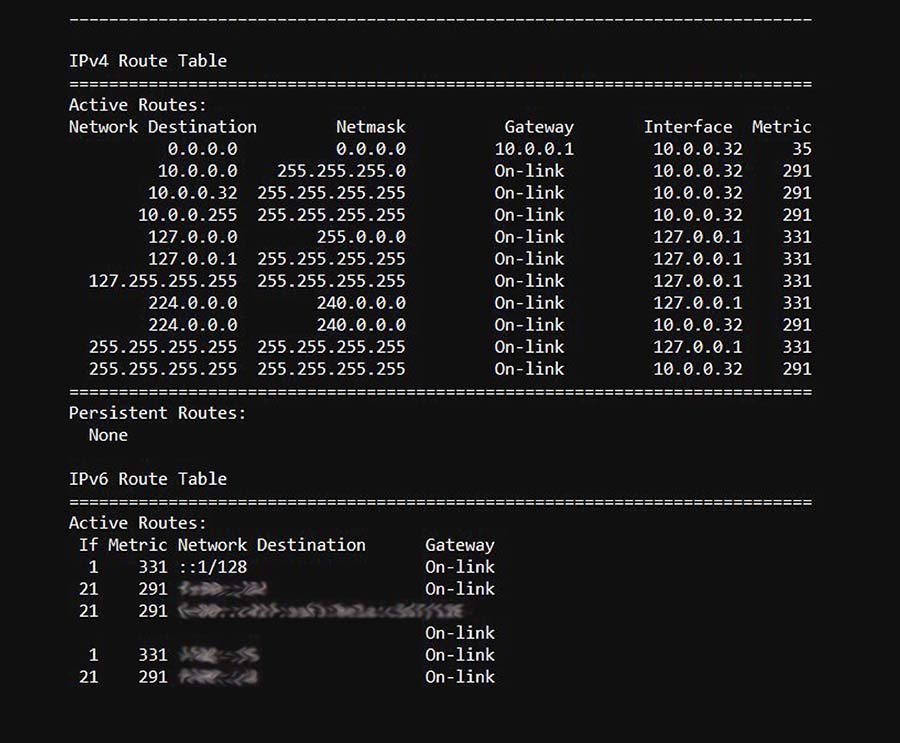 IPv4 Route Table
Active Routes:
Network Destination Netmask Gateway Interface Metric
0.0.0.0 0.0.0.0 10.0.0.1 10.0.0.32 35
10.0.0.0 255.255.255.0 On-link 10.0.0.32 291
10.0.0.32 255.255.255.255 On-link 10.0.0.32 291
10.0.0.255 255.255.255.255 On-link 10.0.0.32 291
127.0.0.0 255.0.0.0 On-link 127.0.0.1 331
127.0.0.1 255.255.255.255 On-link 127.0.0.1 331
127.255.255.255 255.255.255.255 On-link 127.0.0.1 331
224.0.0.0 240.0.0.0 On-link 127.0.0.1 331
224.0.0.0 240.0.0.0 On-link 10.0.0.32 291
255.255.255.255 255.255.255.255 On-link 127.0.0.1 331
255.255.255.255 255.255.255.255 On-link 10.0.0.32 291
Persistent Routes:
None
IPv6 Route Table
Active Routes:
If Metric Network Destination Gateway
1 331 ::1/128 On-link
21 291 On-link
21 291
On-link
1 331 On-link
21 291 On-link